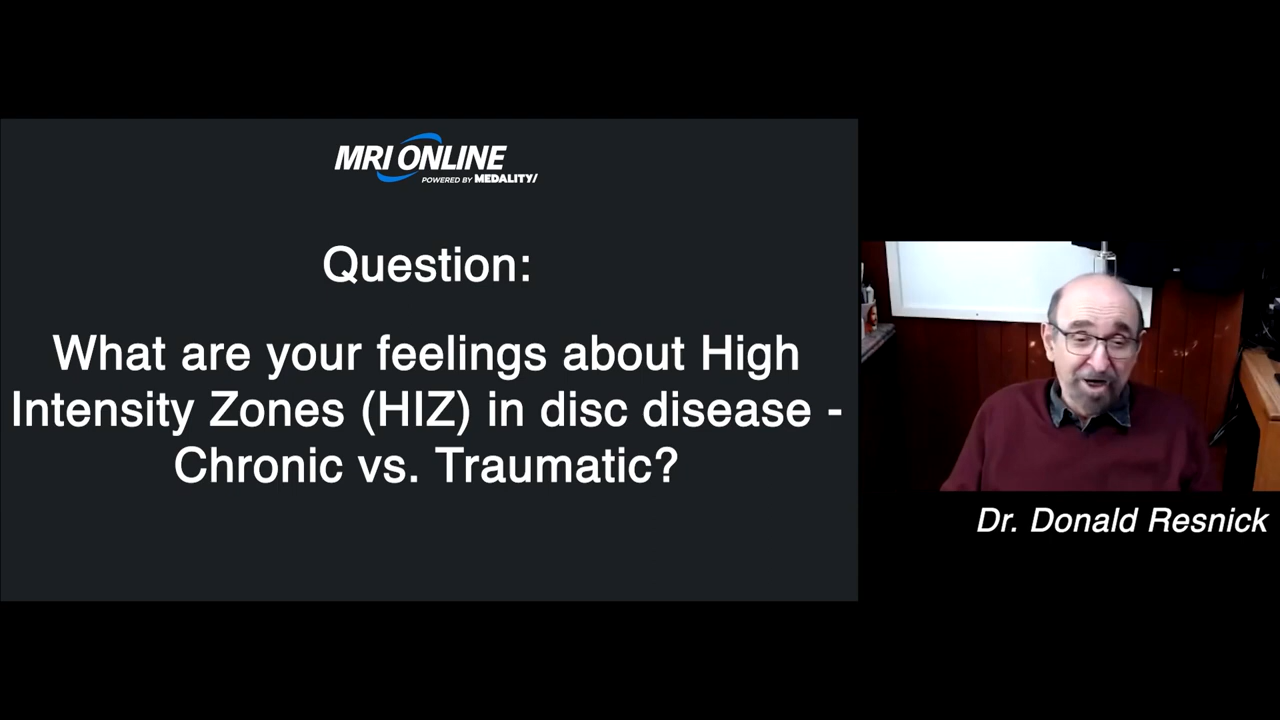 MRI ONLINE
POWERED BY MEDALITY/
Question:
What are your feelings about High
Intensity Zones (HIZ) in disc disease -
Chronic vs. Traumatic?
Dr. Donald Resnick